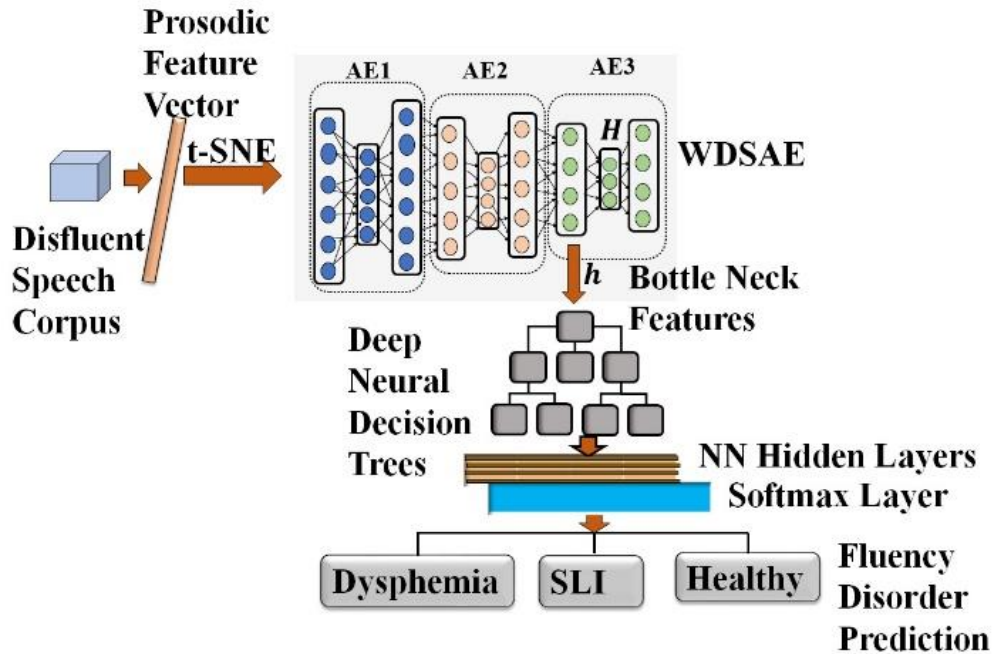 Prosodic
Feature
Vector
t-SNE
Disfluent
Speech
Corpus
AE1
AE2
AE3
H
WDSAE
h
Bottle Neck
Features
Deep
Neural
Decision
Trees
NN Hidden Layers
Softmax Layer
Dysphemia
SLI
Healthy
Fluency
Disorder
Prediction